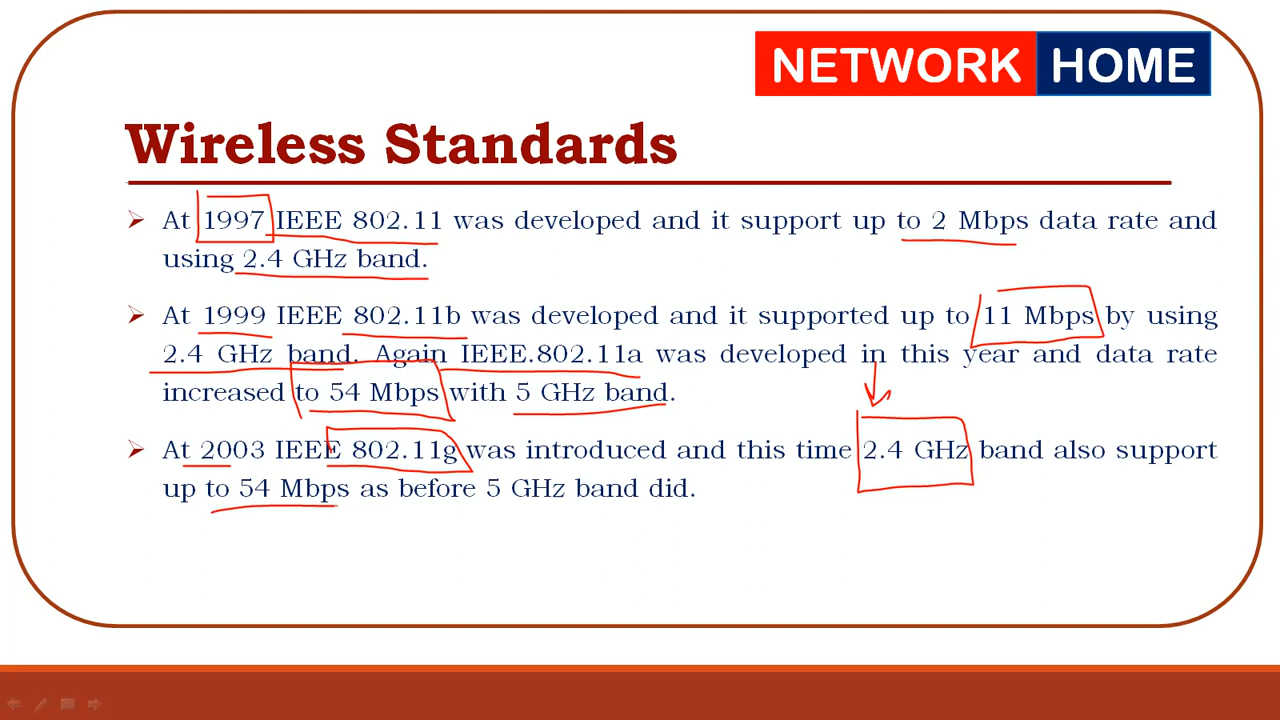 NETWORK HOME
Wireless Standards
➢ At 1997 IEEE 802.11 was developed and it support up to 2 Mbps data rate and
using 2.4 GHz band.
➢ At 1999 IEEE 802.11b was developed and it supported up to 11 Mbps by using
2.4 GHz band. Again IEEE.802.11a was developed in this year and data rate
increased to 54 Mbps with 5 GHz band.
➢ At 2003 IEEE 802.11g was introduced and this time 2.4 GHz band also support
up to 54 Mbps as before 5 GHz band did.